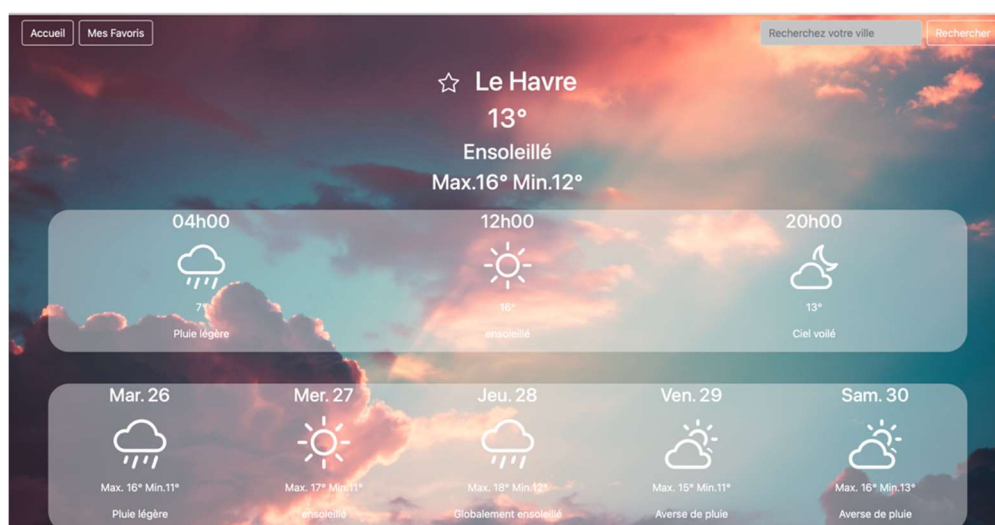 Accueil Mes Favoris Recherchez votre ville Rechercher
Le Havre
13°
Ensoleillé
Max.16° Min.12°
04h00 12h00 20h00
7° 16° 13°
Pluie légère ensoleillé Ciel voilé
Mar. 26 Mer. 27 Jeu. 28 Ven. 29 Sam. 30
Max. 16° Min.11° Max. 17° Min.11° Max. 18° Min.12° Max. 15° Min.11° Max. 16° Min.13°
Pluie légère ensoleillé Globalement ensoleillé Averse de pluie Averse de pluie